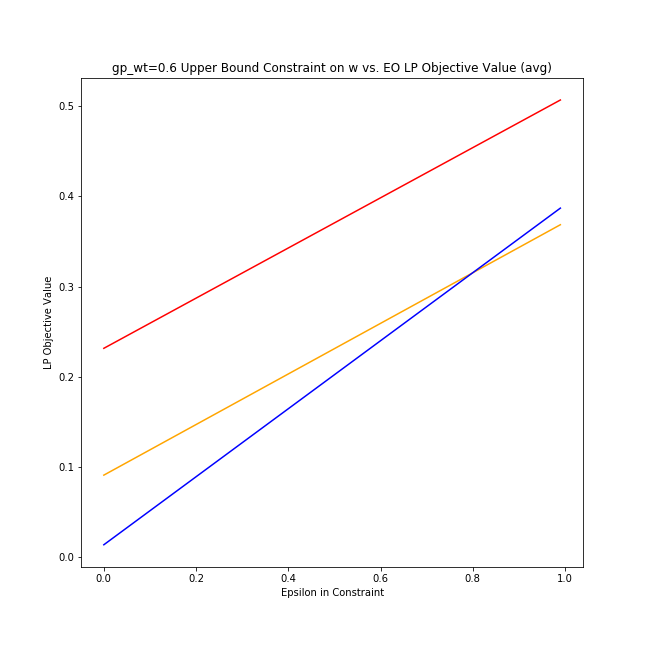 gp_wt=0.6 Upper Bound Constraint on w vs. EO LP Objective Value (avg)
LP Objective Value
0.5
0.4
0.3
0.2
0.1
0.0
0.0 0.2 0.4 0.6 0.8 1.0
Epsilon in Constraint